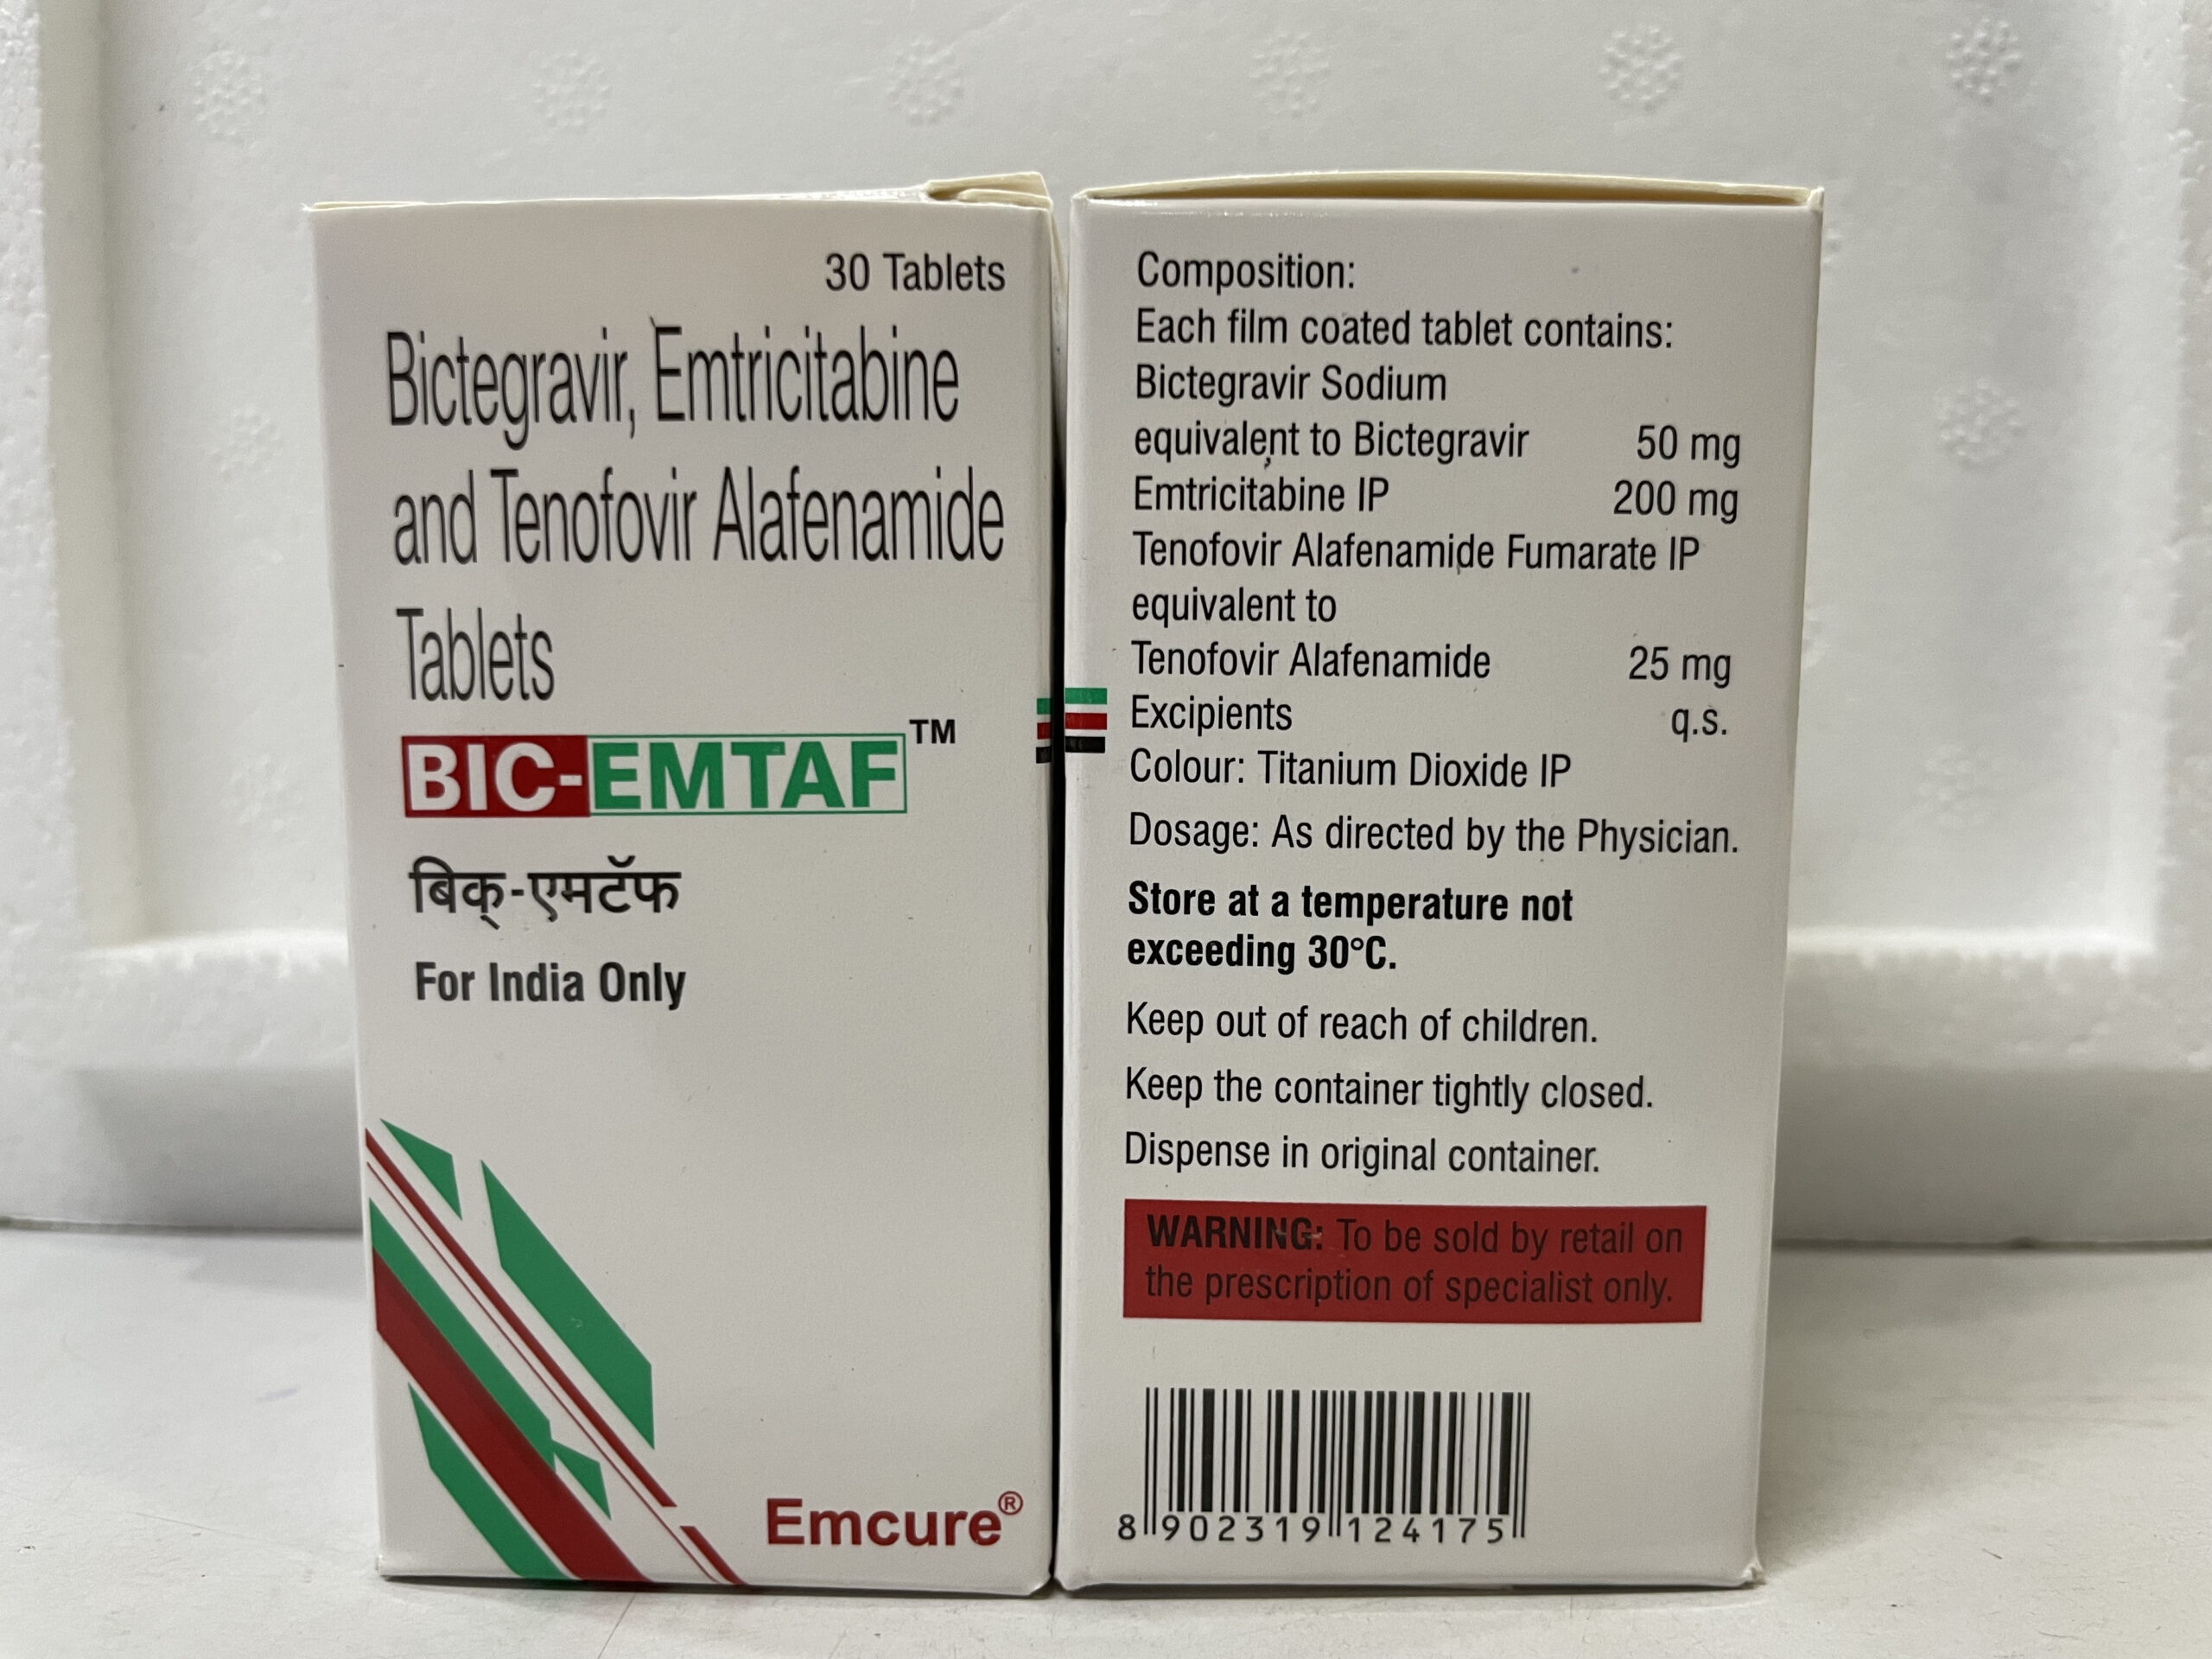 30 Tablets
Bictegravir, Emtricitabine
and Tenofovir Alafenamide
Tablets
BIC-EMTAF™
बिक्-एमटॅफ
For India Only
Emcure®
Composition:
Each film coated tablet contains:
Bictegravir Sodium
equivalent to Bictegravir 50 mg
Emtricitabine IP 200 mg
Tenofovir Alafenamide Fumarate IP
equivalent to
Tenofovir Alafenamide 25 mg
Excipients q.s.
Colour: Titanium Dioxide IP
Dosage: As directed by the Physician.
Store at a temperature not
exceeding 30°C.
Keep out of reach of children.
Keep the container tightly closed.
Dispense in original container.
WARNING: To be sold by retail on
the prescription of specialist only.
8 902319 124175